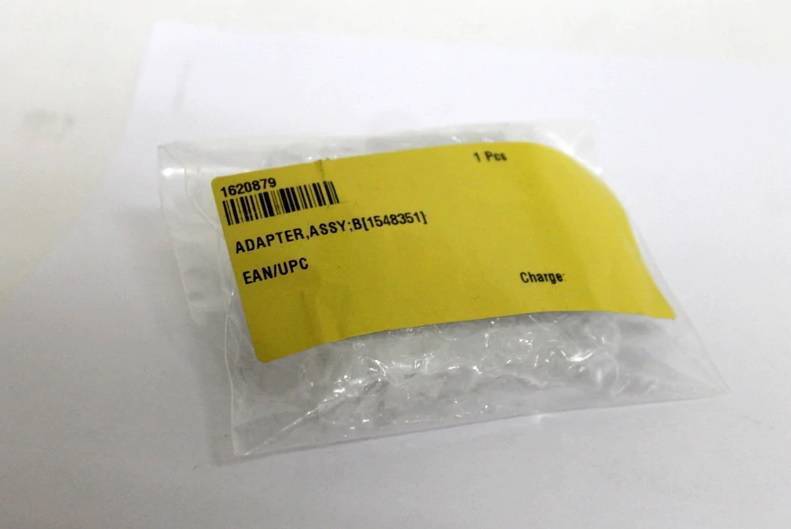 1620879
1 Pcs
ADAPTER,ASSY;B[1548351]
EAN/UPC
Charge: